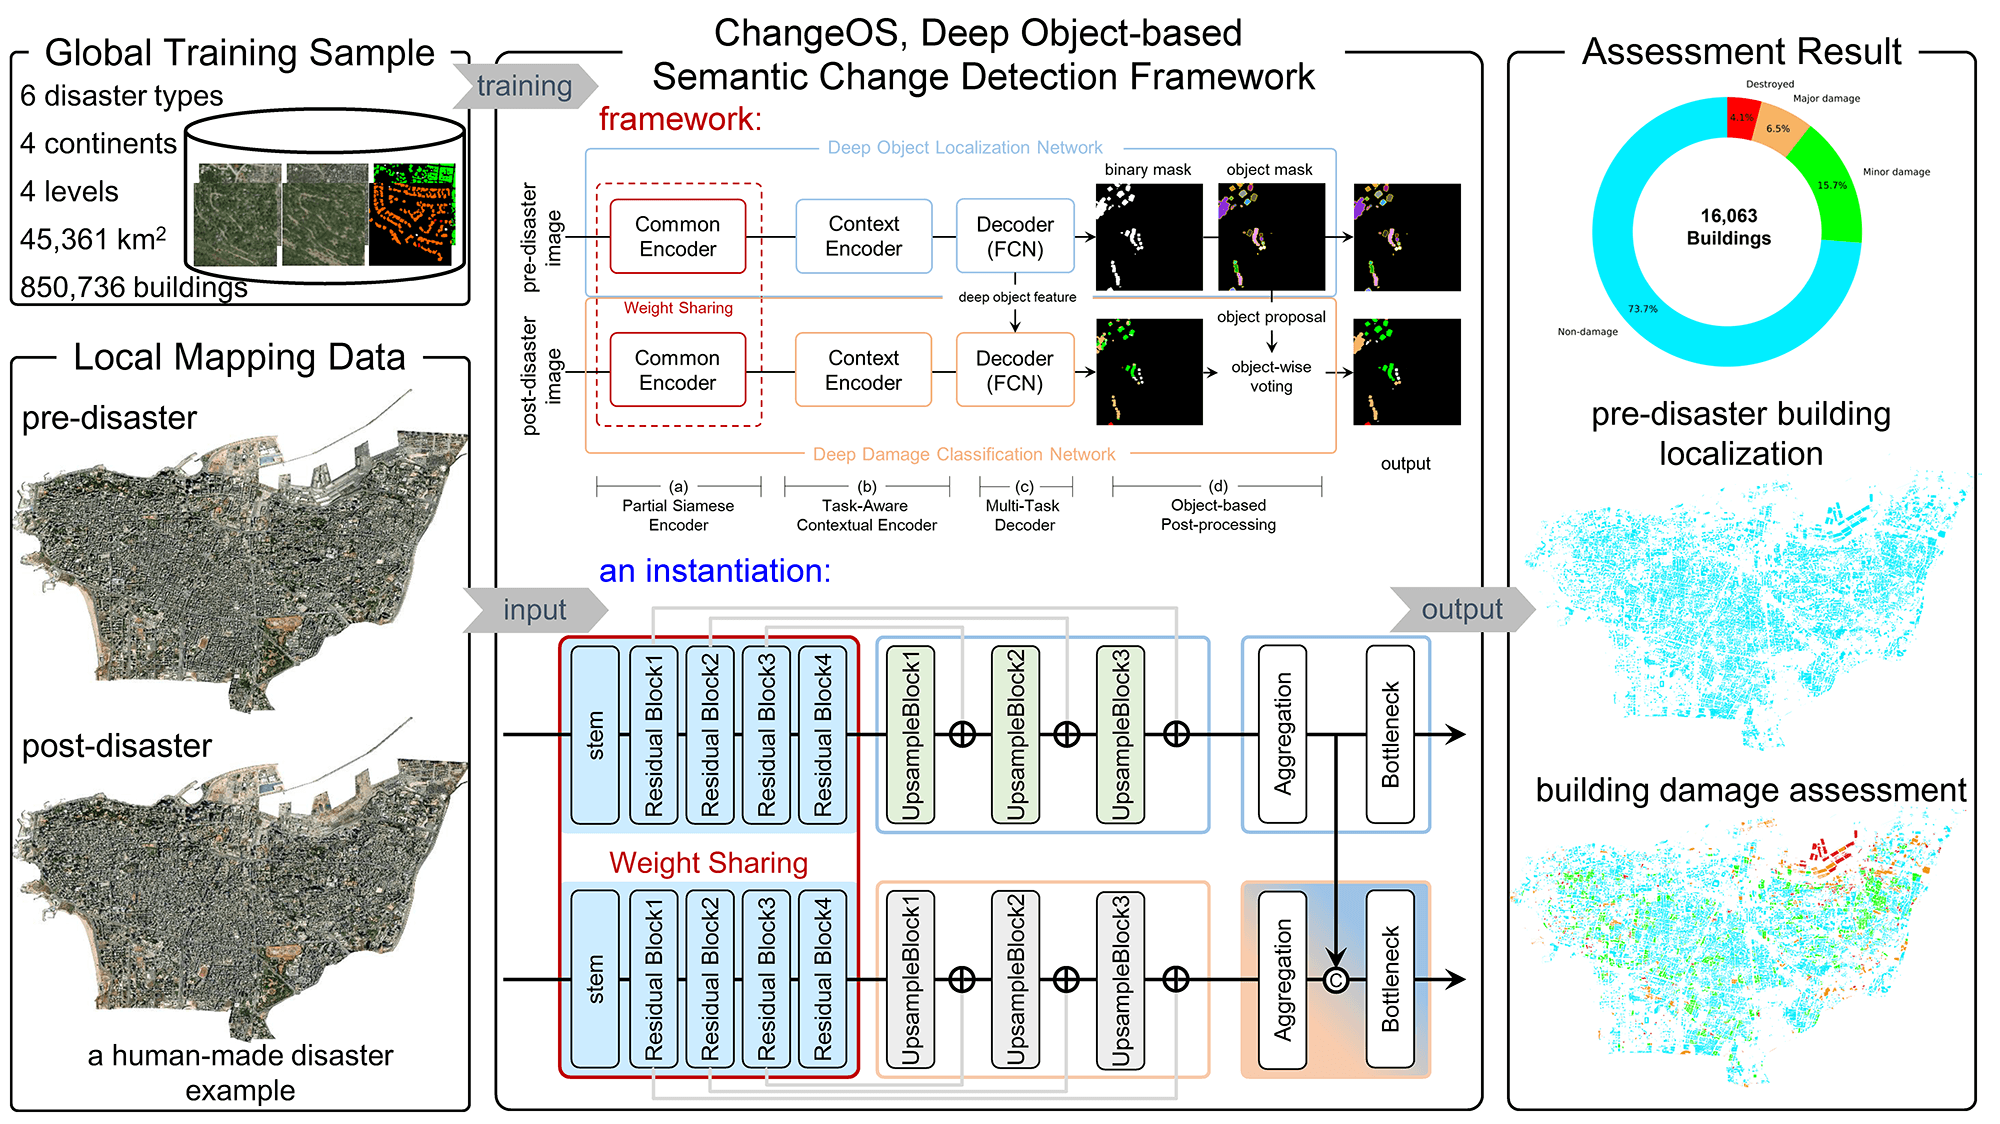 Global Training Sample
6 disaster types
4 continents
4 levels
45,361 km²
850,736 buildings
training
Local Mapping Data
pre-disaster
post-disaster
a human-made disaster
example
input
ChangeOS, Deep Object-based
Semantic Change Detection Framework
framework:
Deep Object Localization Network
pre-disaster
image
Common
Encoder
Context
Encoder
Decoder
(FCN)
binary mask
object mask
Weight Sharing
deep object feature
object proposal
post-disaster
image
Common
Encoder
Context
Encoder
Decoder
(FCN)
object-wise
voting
Deep Damage Classification Network
output
(a)
Partial Siamese
Encoder
(b)
Task-Aware
Contextual Encoder
(c)
Multi-Task
Decoder
(d)
Object-based
Post-processing
an instantiation:
stem
Residual Block1
Residual Block2
Residual Block3
Residual Block4
UpsampleBlock1
UpsampleBlock2
UpsampleBlock3
Aggregation
Bottleneck
Weight Sharing
stem
Residual Block1
Residual Block2
Residual Block3
Residual Block4
UpsampleBlock1
UpsampleBlock2
UpsampleBlock3
Aggregation
C
Bottleneck
output
Assessment Result
Destroyed
4.1%
Major damage
6.5%
Minor damage
15.7%
16,063
Buildings
73.7%
Non-damage
pre-disaster building
localization
building damage assessment